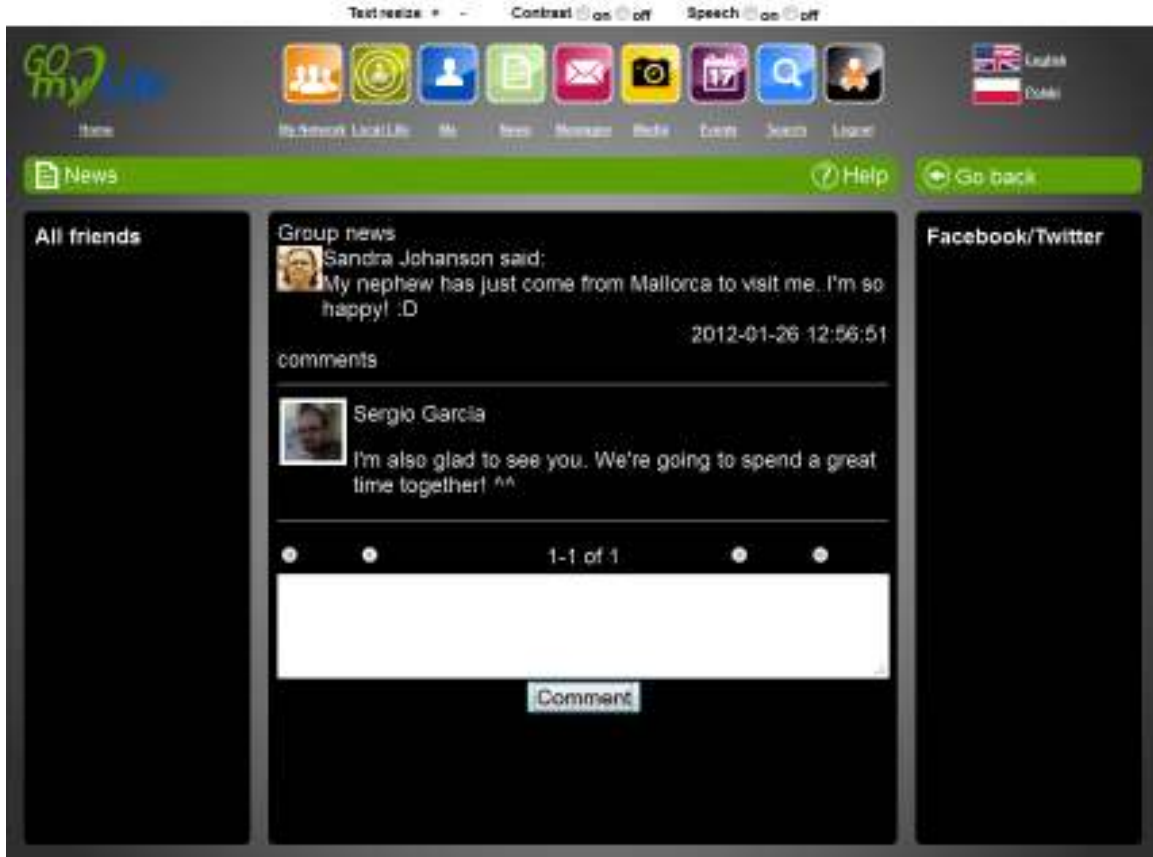 Text resize + -
Contrast on off
Speech on off
GO my Life
English
Polski
Home
My Network Local Life Me News Messages Media Events Search Logout
17
News
Help
Go back
All friends
Group news
Sandra Johanson said:
My nephew has just come from Mallorca to visit me. I'm so
happy! :D
2012-01-26 12:56:51
comments
Sergio Garcia
I'm also glad to see you. We're going to spend a great
time together! ^^
1-1 of 1
Comment
Facebook/Twitter